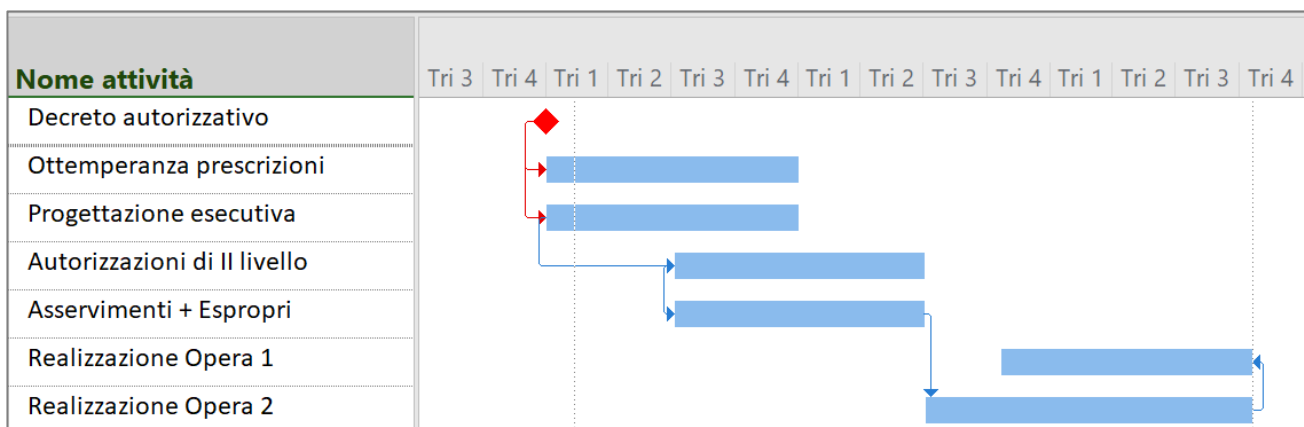 Nome attività Tri 3 Tri 4 Tri 1 Tri 2 Tri 3 Tri 4 Tri 1 Tri 2 Tri 3 Tri 4 Tri 1 Tri 2 Tri 3 Tri 4
Decreto autorizzativo
Ottemperanza prescrizioni
Progettazione esecutiva
Autorizzazioni di II livello
Asservimenti + Espropri
Realizzazione Opera 1
Realizzazione Opera 2